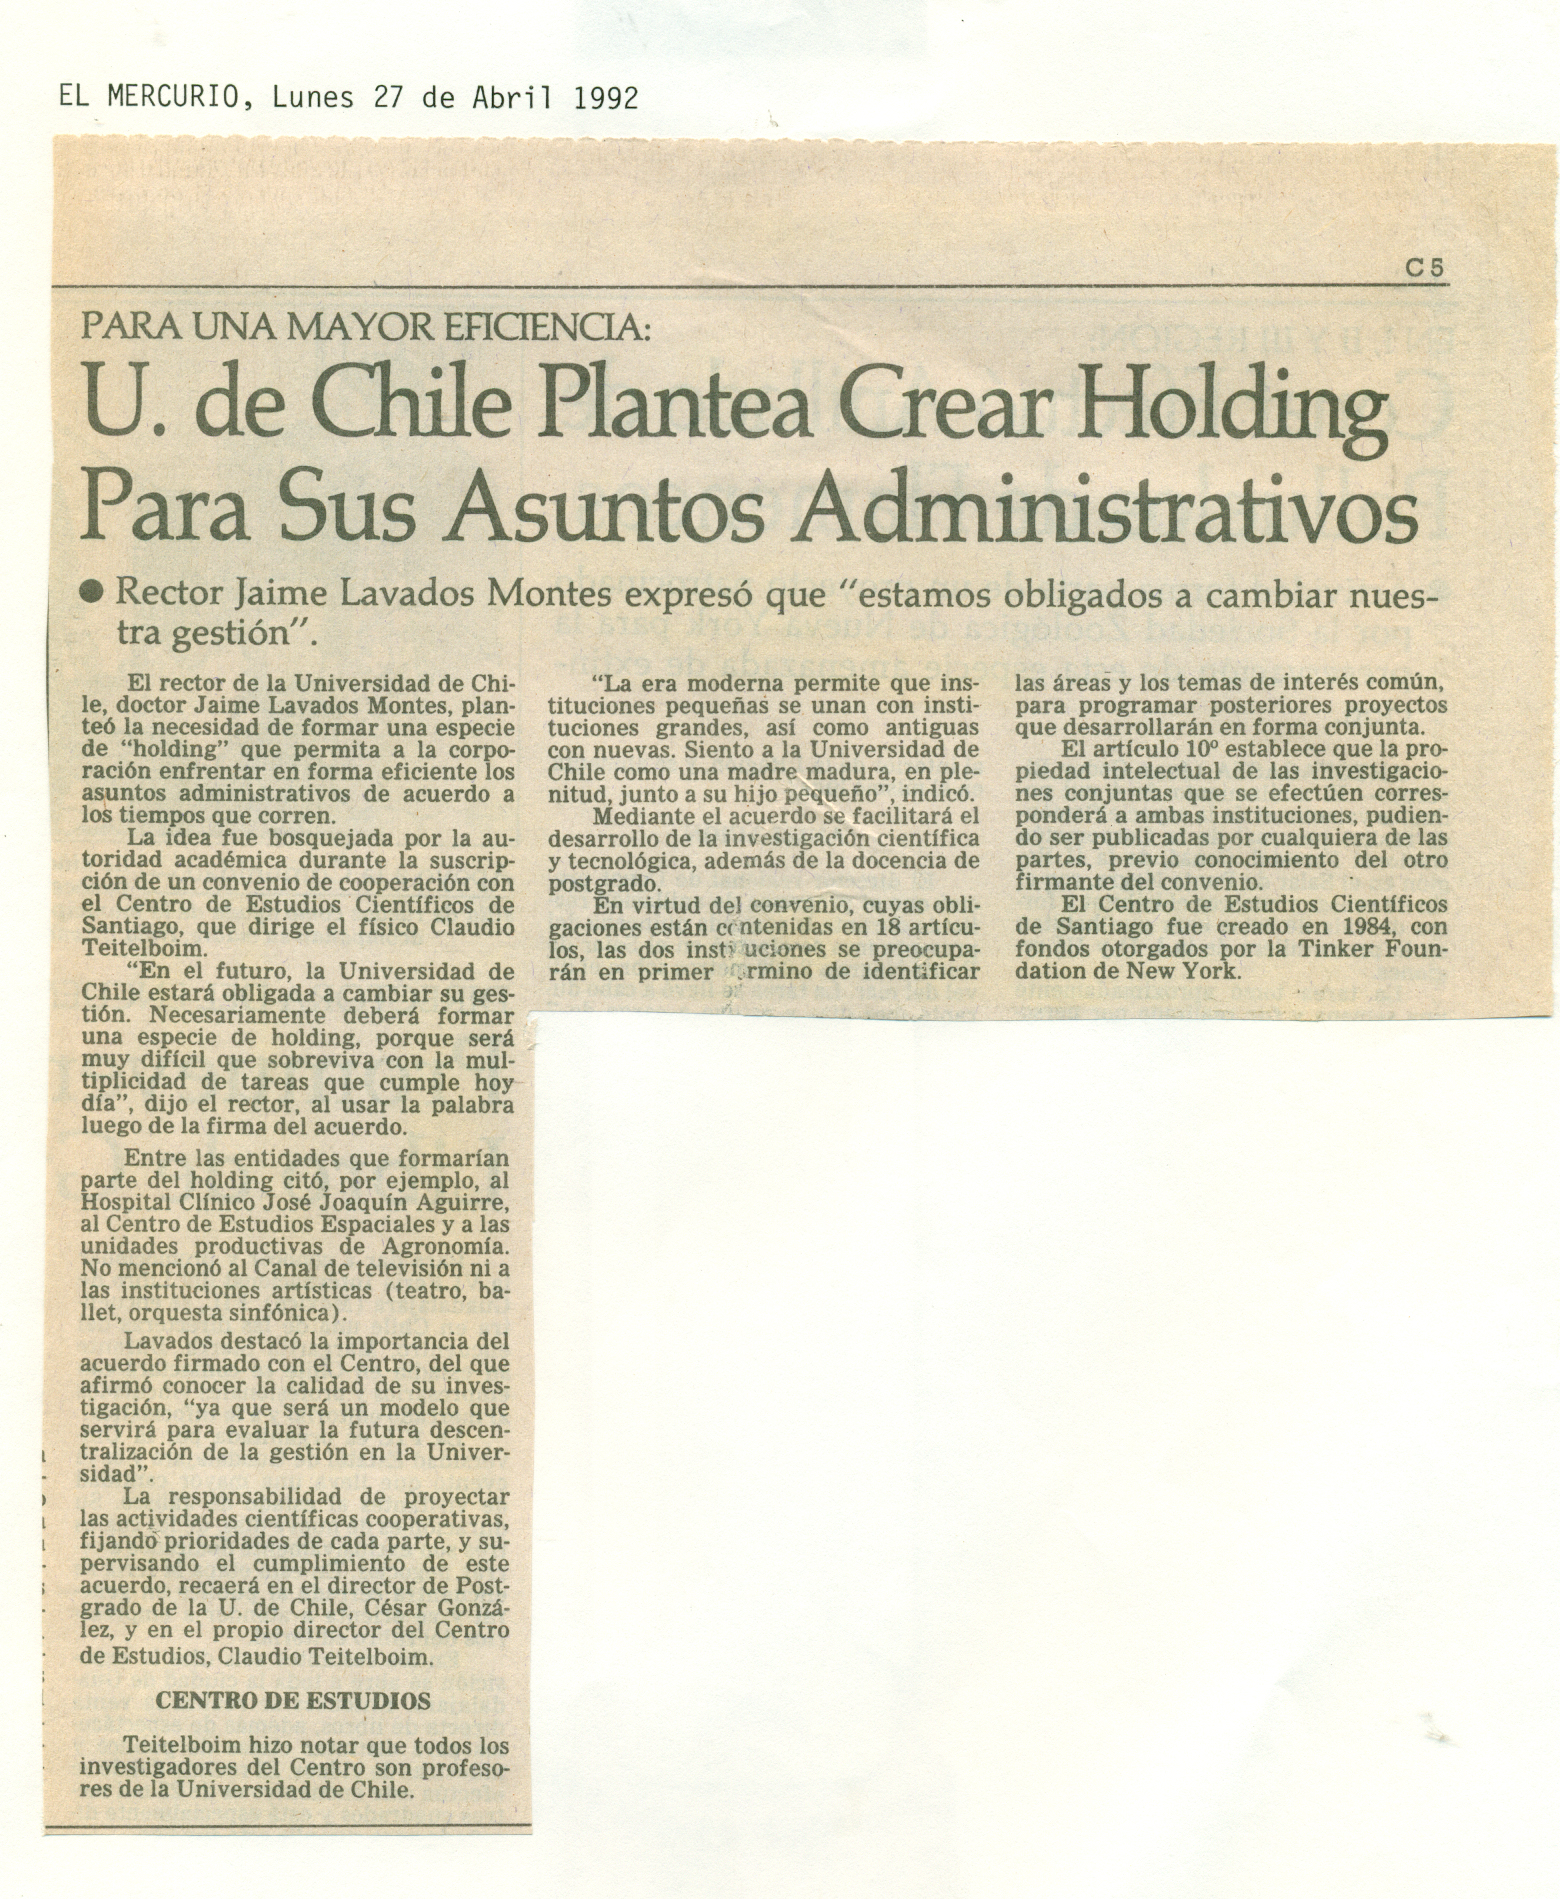 EL MERCURIO, Lunes 27 de Abril 1992
C 5
PARA UNA MAYOR EFICIENCIA:
U. de Chile Plantea Crear Holding
Para Sus Asuntos Administrativos
● Rector Jaime Lavados Montes expresó que “estamos obligados a cambiar nues-
tra gestión”.
El rector de la Universidad de Chi-
le, doctor Jaime Lavados Montes, plan-
teó la necesidad de formar una especie
de “holding” que permita a la corpo-
ración enfrentar en forma eficiente los
asuntos administrativos de acuerdo a
los tiempos que corren.
La idea fue bosquejada por la au-
toridad académica durante la suscrip-
ción de un convenio de cooperación con
el Centro de Estudios Científicos de
Santiago, que dirige el físico Claudio
Teitelboim.
“En el futuro, la Universidad de
Chile estará obligada a cambiar su ges-
tión. Necesariamente deberá formar
una especie de holding, porque será
muy difícil que sobreviva con la mul-
tiplicidad de tareas que cumple hoy
día”, dijo el rector, al usar la palabra
luego de la firma del acuerdo.
Entre las entidades que formarían
parte del holding citó, por ejemplo, al
Hospital Clínico José Joaquín Aguirre,
al Centro de Estudios Espaciales y a las
unidades productivas de Agronomía.
No mencionó al Canal de televisión ni a
las instituciones artísticas (teatro, ba-
llet, orquesta sinfónica).
Lavados destacó la importancia del
acuerdo firmado con el Centro, del que
afirmó conocer la calidad de su inves-
tigación, “ya que será un modelo que
servirá para evaluar la futura descen-
tralización de la gestión en la Univer-
sidad”.
La responsabilidad de proyectar
las actividades científicas cooperativas,
fijando prioridades de cada parte, y su-
pervisando el cumplimiento de este
acuerdo, recaerá en el director de Post-
grado de la U. de Chile, César Gonzá-
lez, y en el propio director del Centro
de Estudios, Claudio Teitelboim.
CENTRO DE ESTUDIOS
Teitelboim hizo notar que todos los
investigadores del Centro son profeso-
res de la Universidad de Chile.
“La era moderna permite que ins-
tituciones pequeñas se unan con insti-
tuciones grandes, así como antiguas
con nuevas. Siento a la Universidad de
Chile como una madre madura, en ple-
nitud, junto a su hijo pequeño”, indicó.
Mediante el acuerdo se facilitará el
desarrollo de la investigación científica
y tecnológica, además de la docencia de
postgrado.
En virtud del convenio, cuyas obli-
gaciones están contenidas en 18 artícu-
los, las dos insti uciones se preocupa-
rán en primer rmino de identificar
las áreas y los temas de interés común,
para programar posteriores proyectos
que desarrollarán en forma conjunta.
El artículo 10º establece que la pro-
piedad intelectual de las investigacio-
nes conjuntas que se efectúen corres-
ponderá a ambas instituciones, pudien-
do ser publicadas por cualquiera de las
partes, previo conocimiento del otro
firmante del convenio.
El Centro de Estudios Científicos
de Santiago fue creado en 1984, con
fondos otorgados por la Tinker Foun-
dation de New York.